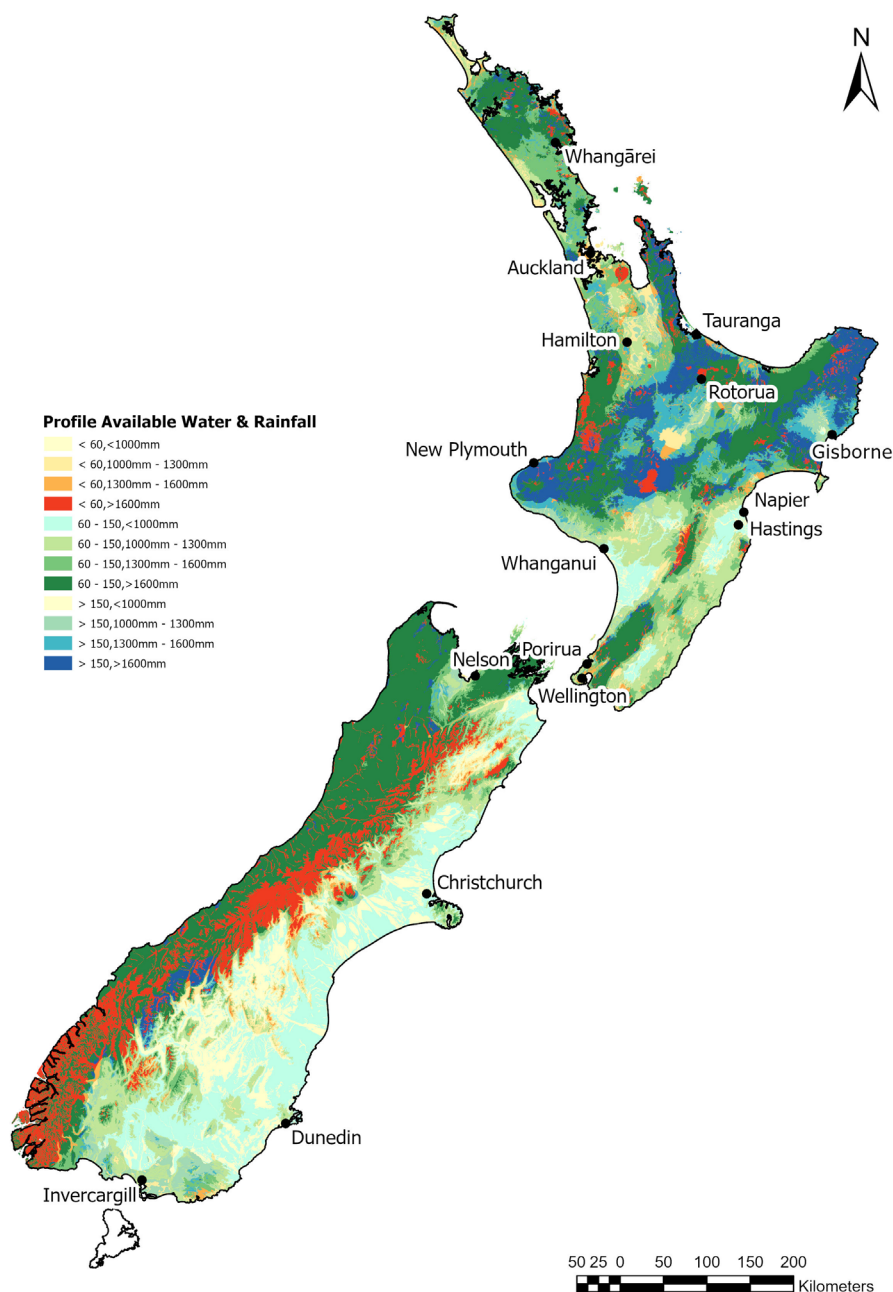 N
Whangārei
Auckland
Tauranga
Hamilton
Rotorua
Profile Available Water & Rainfall
< 60,<1000mm
< 60,1000mm - 1300mm
< 60,1300mm - 1600mm
< 60,>1600mm
60 - 150,<1000mm
60 - 150,1000mm - 1300mm
60 - 150,1300mm - 1600mm
60 - 150,>1600mm
> 150,<1000mm
> 150,1000mm - 1300mm
> 150,1300mm - 1600mm
> 150,>1600mm
New Plymouth
Gisborne
Napier
Hastings
Whanganui
Porirua
Nelson
Wellington
Christchurch
Dunedin
Invercargill
50 25 0 50 100 150 200
Kilometers